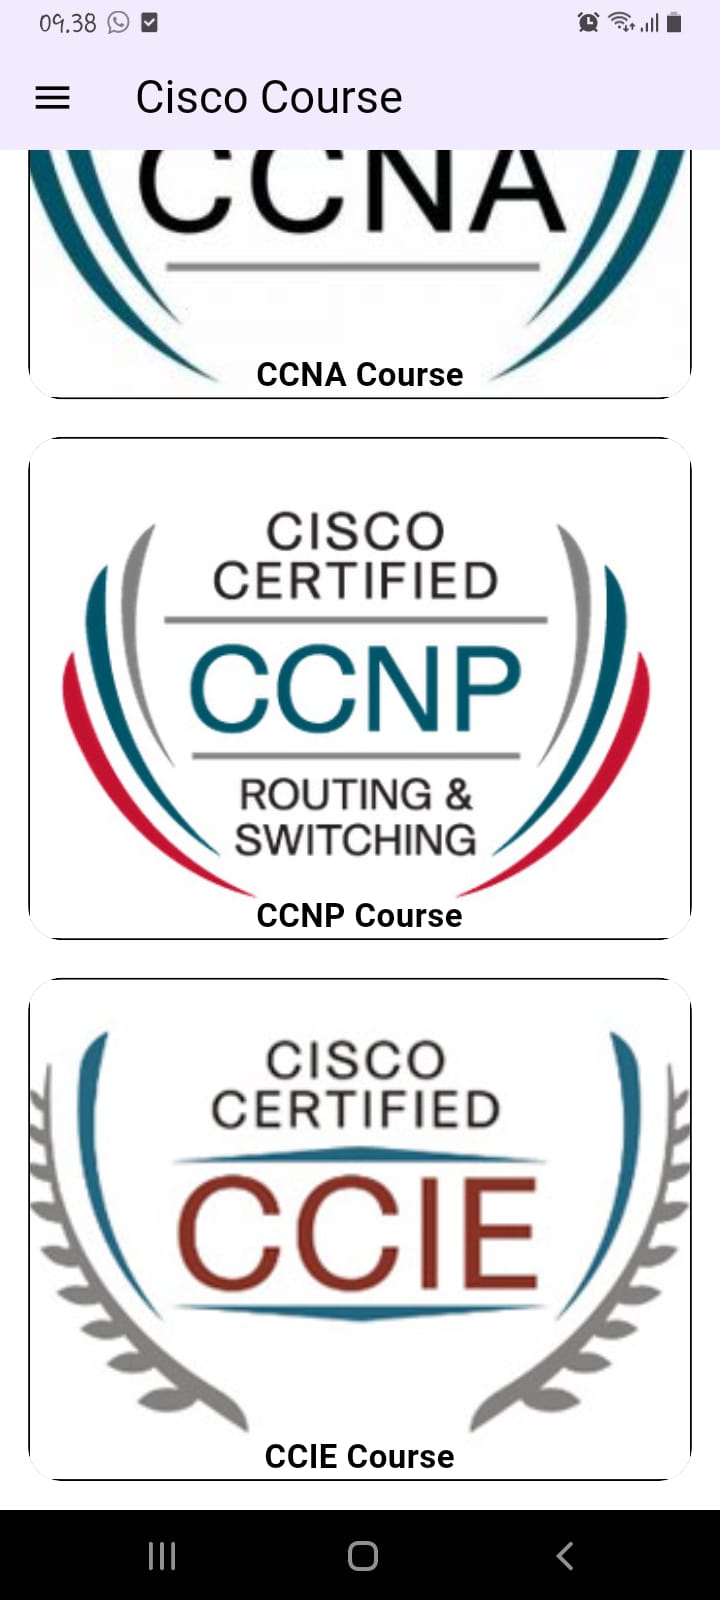 09.38
Cisco Course
CCNA
CCNA Course
CISCO
CERTIFIED
CCNP
ROUTING &
SWITCHING
CCNP Course
CISCO
CERTIFIED
CCIE
CCIE Course